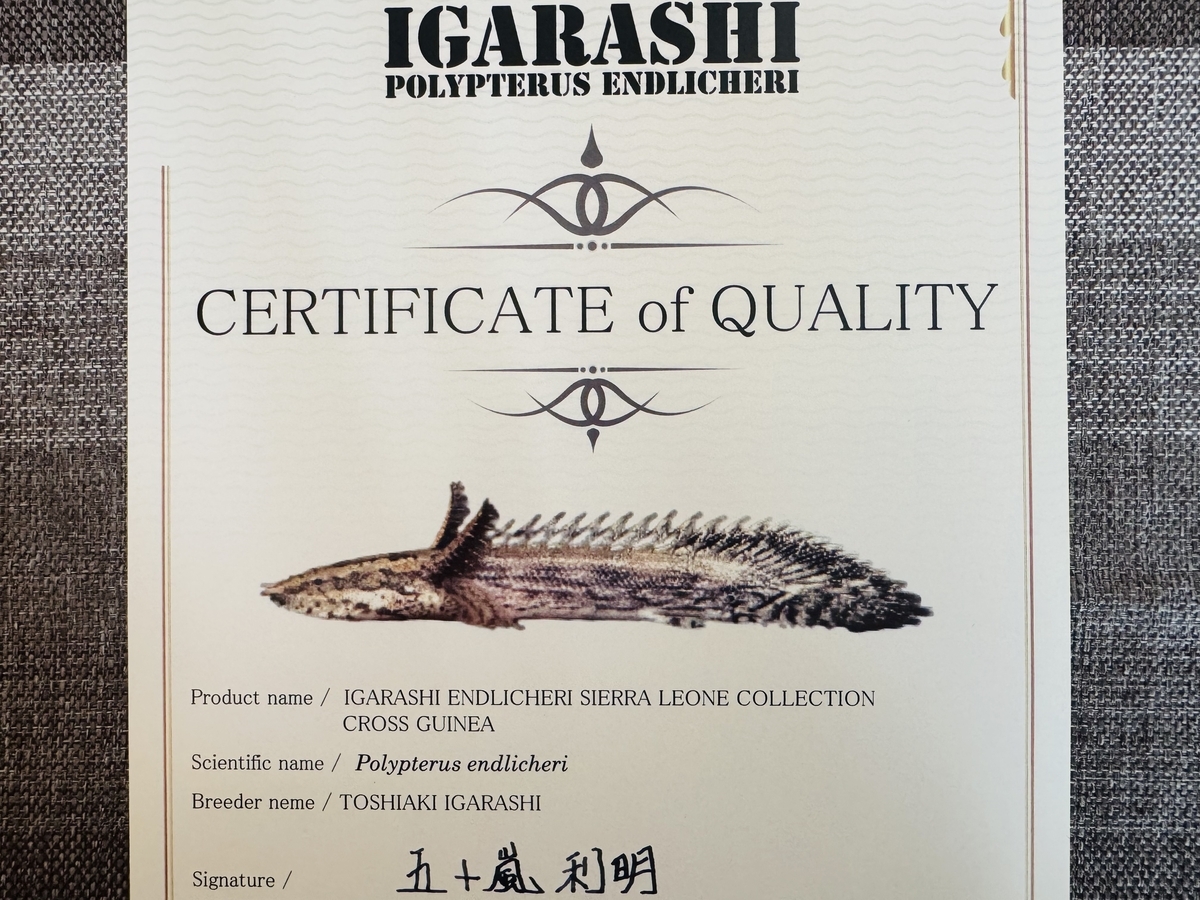 IGARASHI
POLYPTERUS ENDLICHERI
CERTIFICATE of QUALITY
Product name / IGARASHI ENDLICHERI SIERRA LEONE COLLECTION
CROSS GUINEA
Scientific name / Polypterus endlicheri
Breeder neme / TOSHIAKI IGARASHI
Signature / 五十嵐 利明